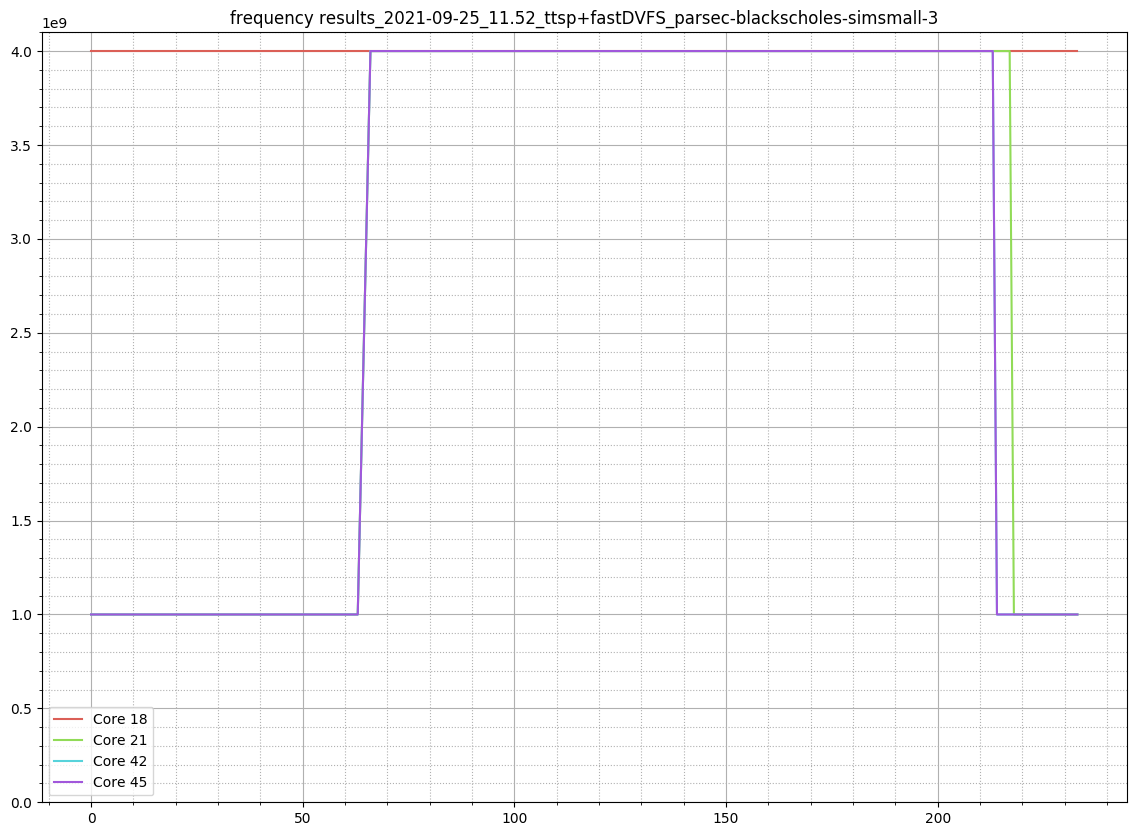 frequency results_2021-09-25_11.52_ttsp+fastDVFS_parsec-blackscholes-simsmall-3
1e9
4.0
3.5
3.0
2.5
2.0
1.5
1.0
0.5
0.0
Core 18
Core 21
Core 42
Core 45
0 50 100 150 200